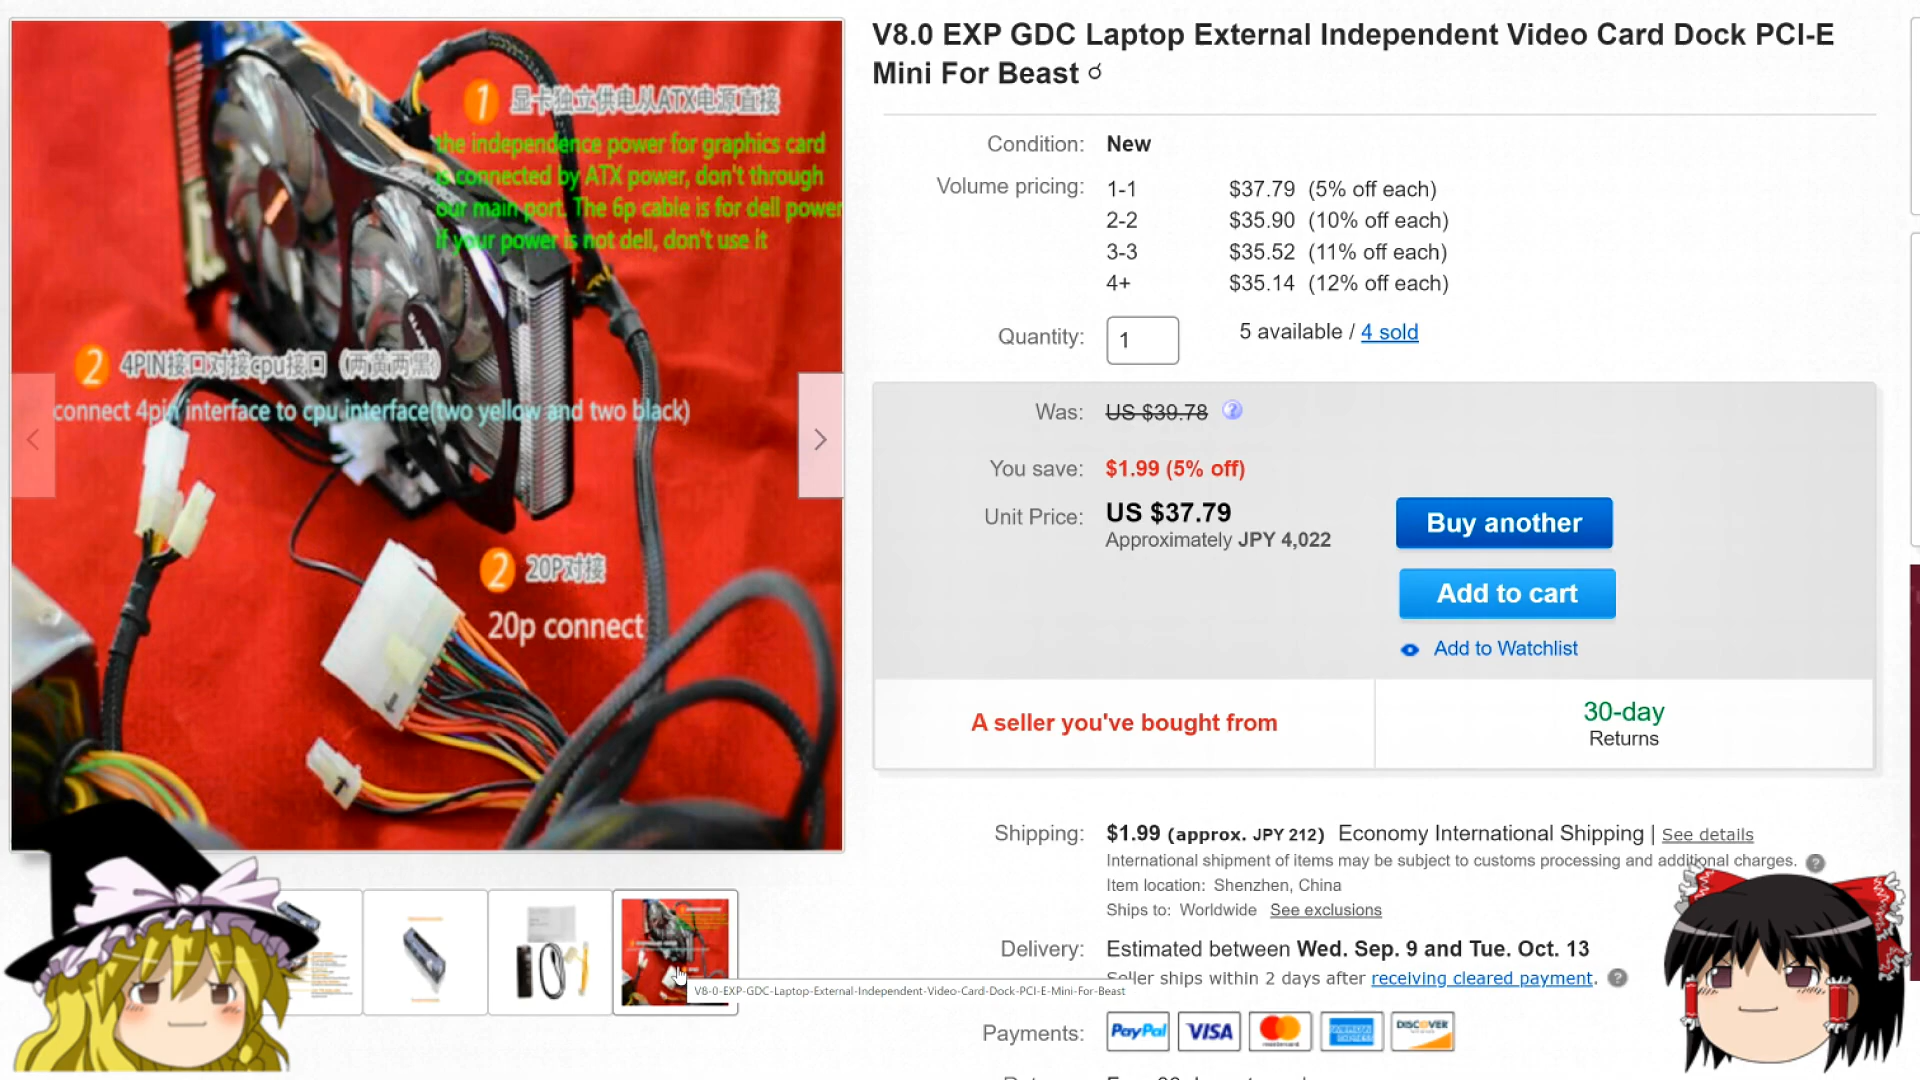 V8.0 EXP GDC Laptop External Independent Video Card Dock PCI-E
Mini For Beast
Condition: New
Volume pricing: 1-1 $37.79 (5% off each)
2-2 $35.90 (10% off each)
3-3 $35.52 (11% off each)
4+ $35.14 (12% off each)
Quantity: 1 5 available / 4 sold
Was: US $39.78
You save: $1.99 (5% off)
Unit Price: US $37.79
Approximately JPY 4,022
Buy another
Add to cart
Add to Watchlist
A seller you've bought from
30-day
Returns
Shipping: $1.99 (approx. JPY 212) Economy International Shipping | See details
International shipment of items may be subject to customs processing and additional charges.
Item location: Shenzhen, China
Ships to: Worldwide See exclusions
Delivery: Estimated between Wed. Sep. 9 and Tue. Oct. 13
Seller ships within 2 days after receiving cleared payment.
Payments: PayPal VISA mastercard AMERICAN EXPRESS DISCOVER
1 显卡独立供电从ATX电源直接
the independence power for graphics card
is connected by ATX power, don't through
our main port. The 6p cable is for dell power
if your power is not dell, don't use it
2 4PIN接口对接cpu接口 (两黄两黑)
connect 4pin interface to cpu interface(two yellow and two black)
2 20P对接
20p connect
V8-0-EXP-GDC-Laptop-External-Independent-Video-Card-Dock-PCI-E-Mini-For-Beast